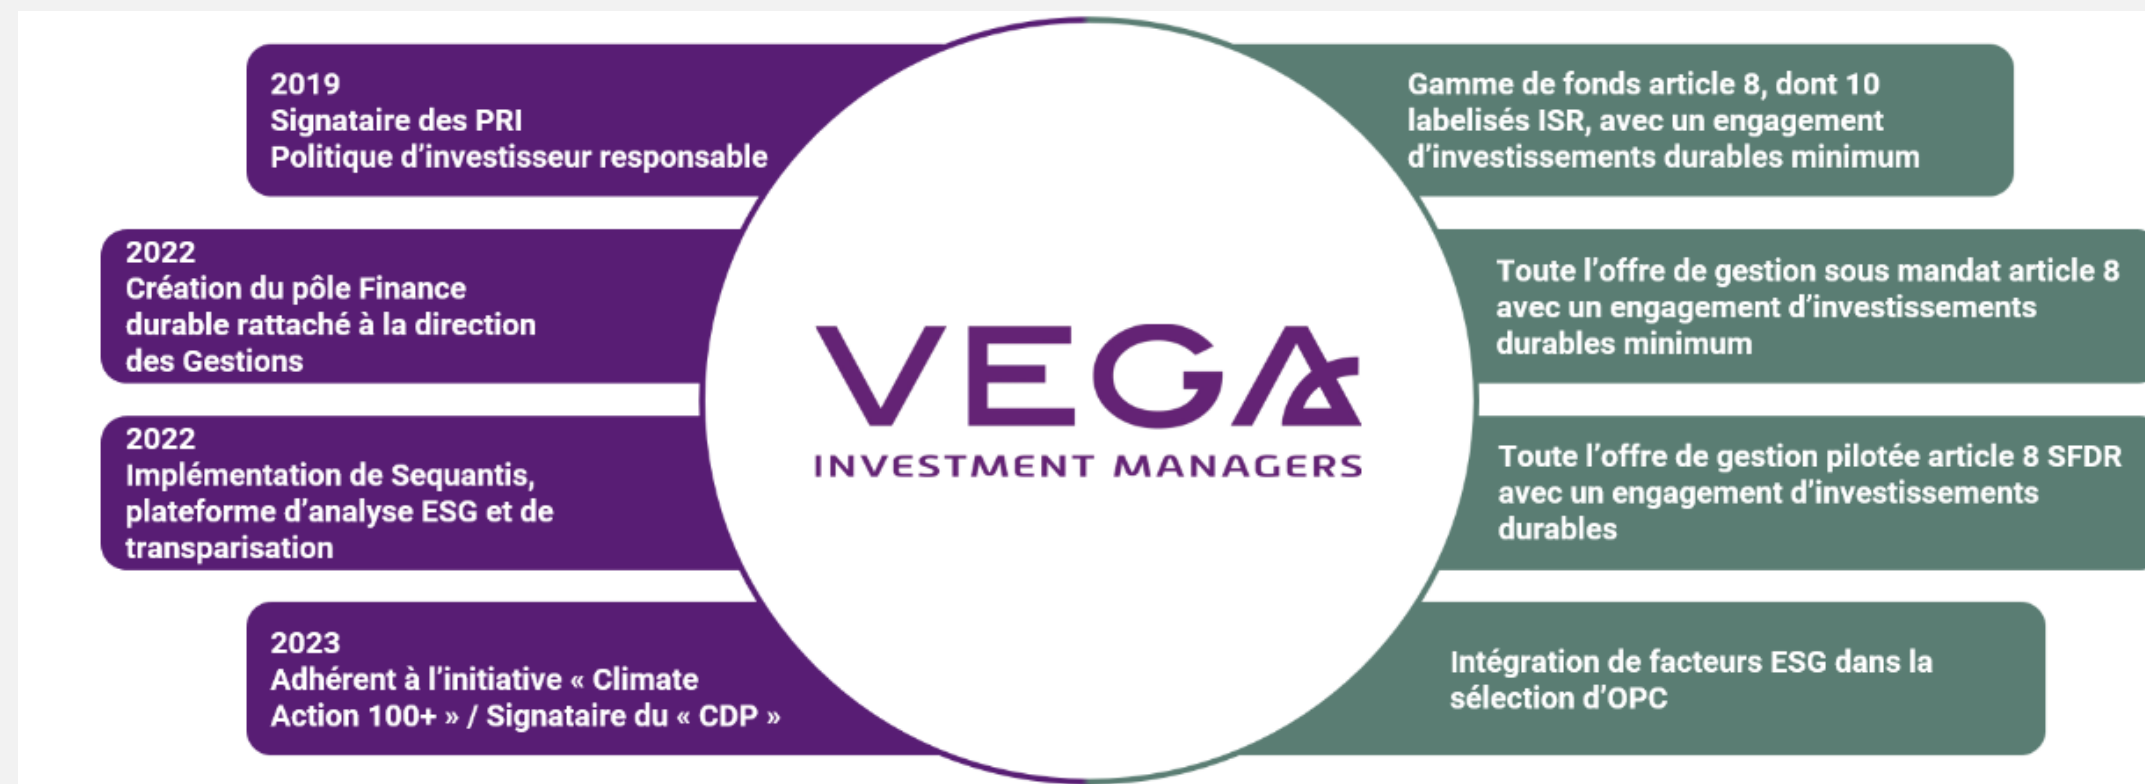 2019
Signataire des PRI
Politique d'investisseur responsable
2022
Création du pôle Finance
durable rattaché à la direction
des Gestions
2022
Implémentation de Sequantis,
plateforme d'analyse ESG et de
transparisation
2023
Adhérent à l'initiative « Climate
Action 100+ » / Signataire du « CDP »
VEGA
INVESTMENT MANAGERS
Gamme de fonds article 8, dont 10
labelisés ISR, avec un engagement
d'investissements durables minimum
Toute l'offre de gestion sous mandat article 8
avec un engagement d'investissements
durables minimum
Toute l'offre de gestion pilotée article 8 SFDR
avec un engagement d'investissements
durables
Intégration de facteurs ESG dans la
sélection d'OPC